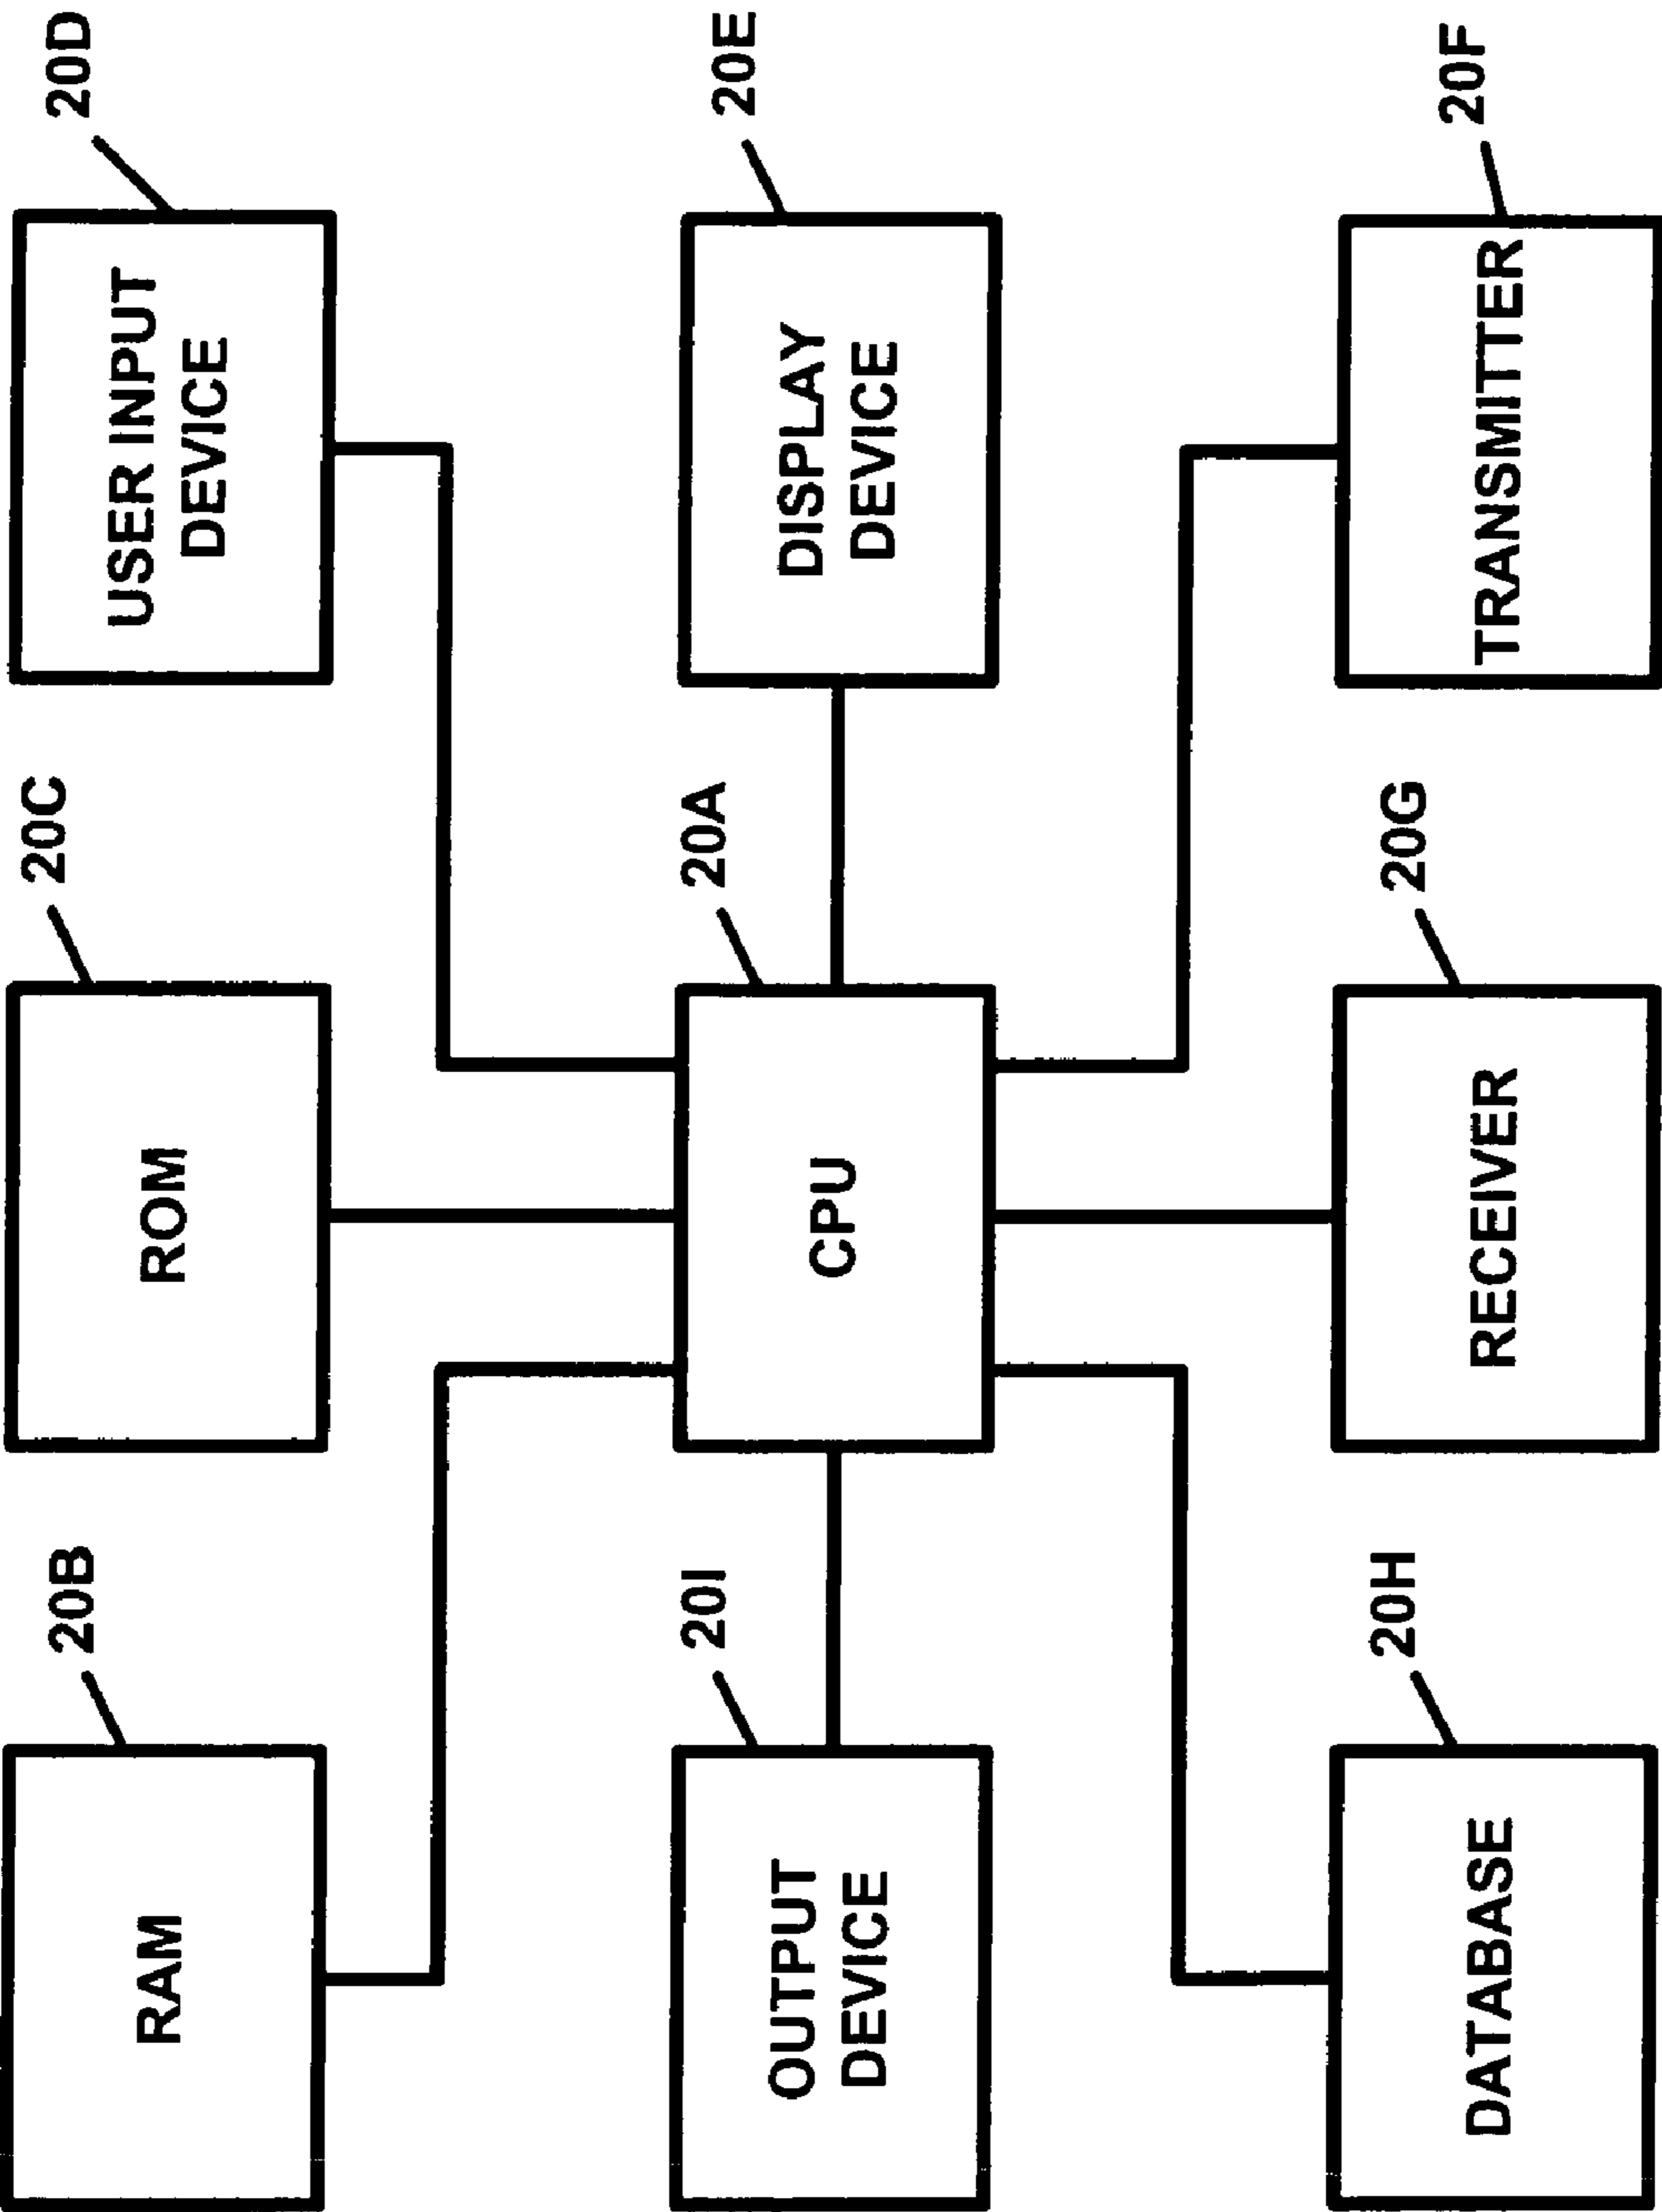 20B
20C
20D
RAM
ROM
USER INPUT
DEVICE
20I
20A
20E
OUTPUT
DEVICE
CPU
DISPLAY
DEVICE
20H
20G
20F
DATABASE
RECEIVER
TRANSMITTER